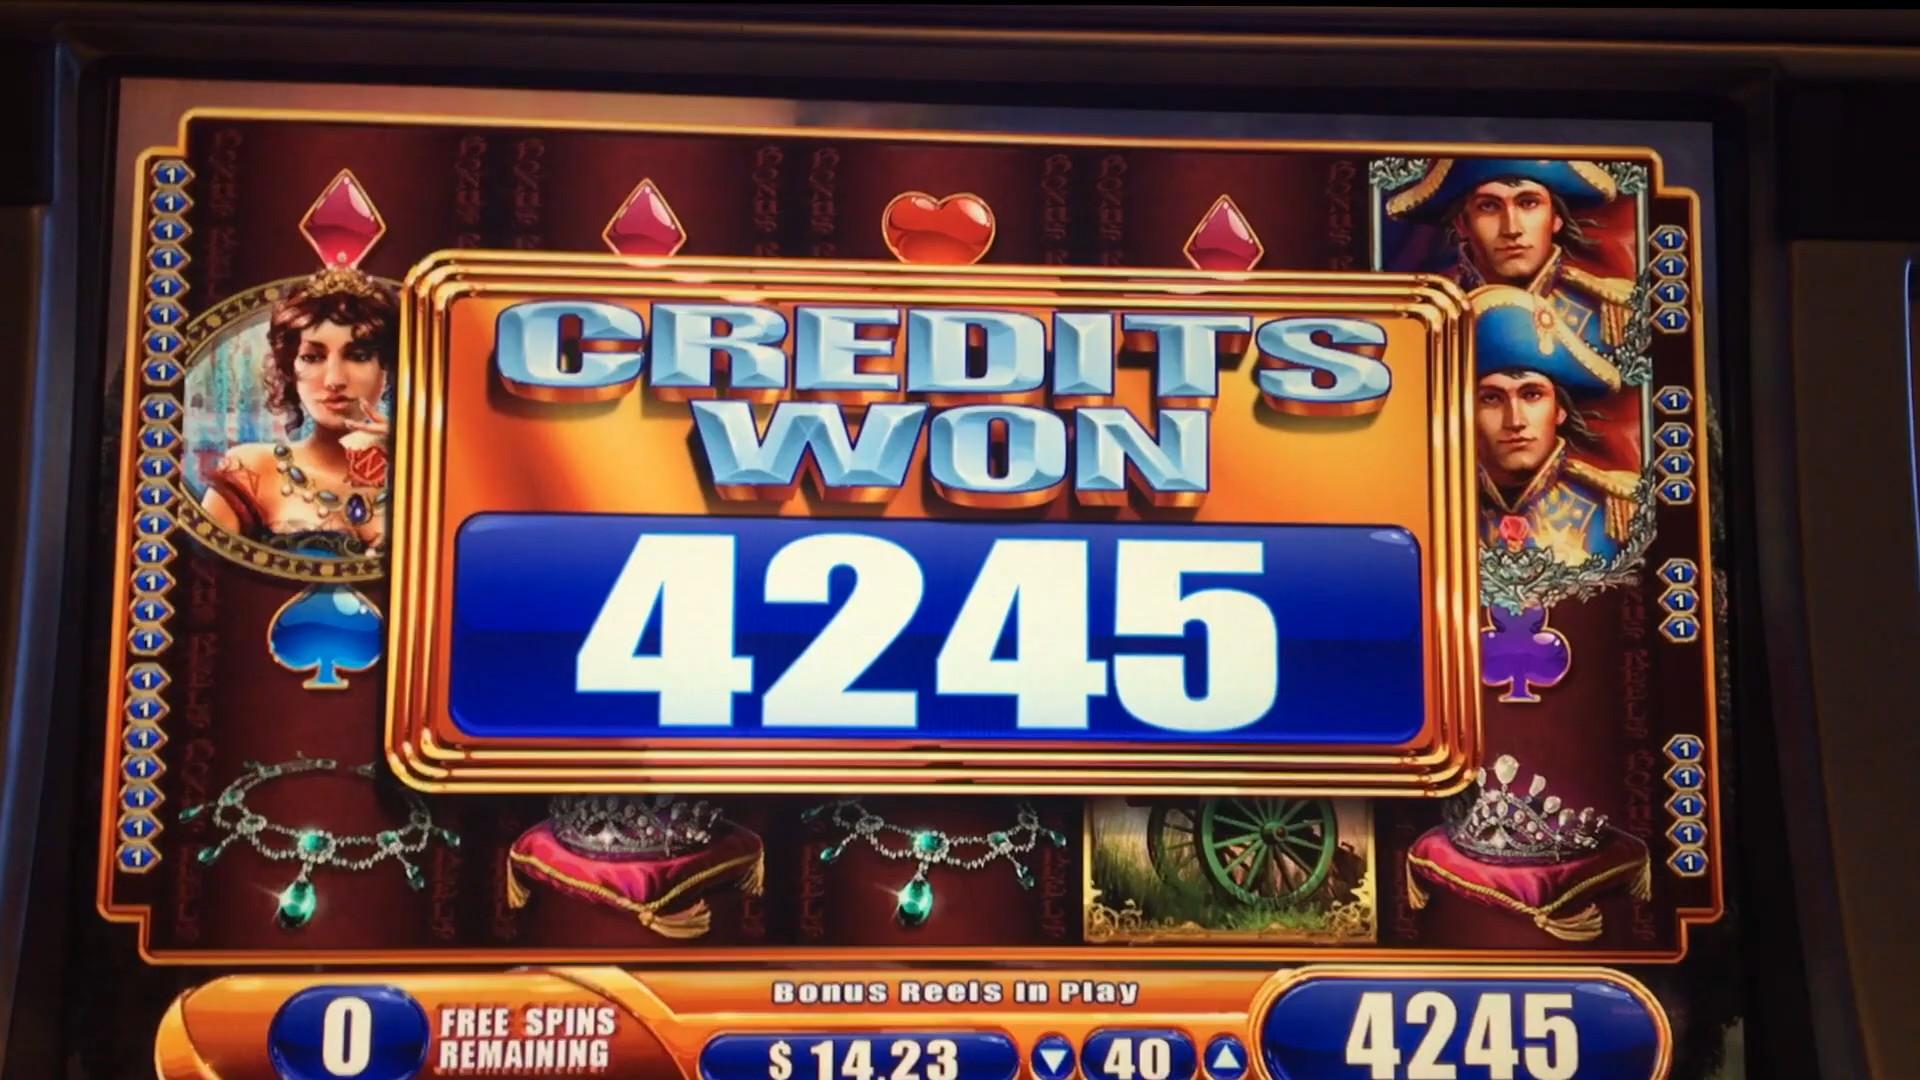 CREDITS
WON
4245
Bonus Reels In Play
0
FREE SPINS
REMAINING
$ 14.23
40
4245